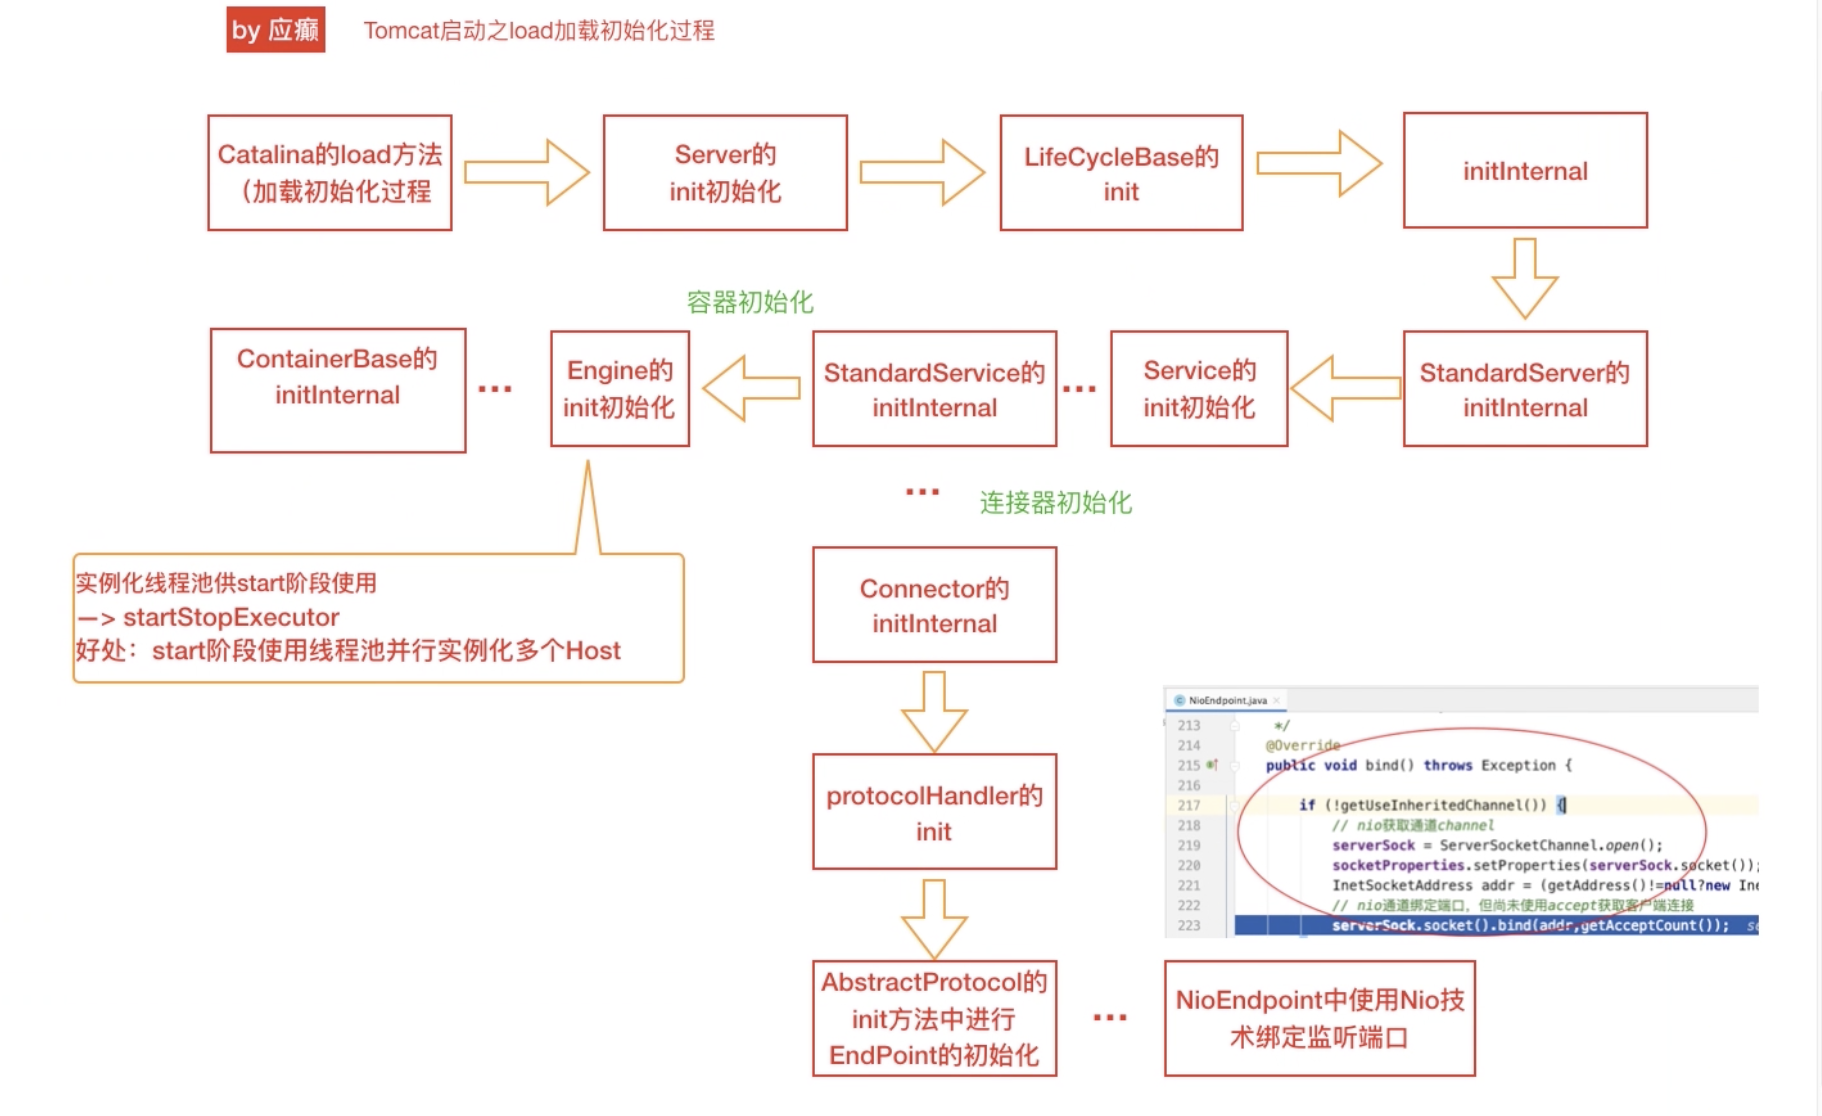 by 应癫
Tomcat启动之load加载初始化过程
Catalina的load方法
（加载初始化过程
Server的
init初始化
LifeCycleBase的
init
initInternal
容器初始化
ContainerBase的
initInternal
...
Engine的
init初始化
StandardService的
initInternal
...
Service的
init初始化
StandardServer的
initInternal
...
连接器初始化
实例化线程池供start阶段使用
—> startStopExecutor
好处：start阶段使用线程池并行实例化多个Host
Connector的
initInternal
protocolHandler的
init
AbstractProtocol的
init方法中进行
EndPoint的初始化
...
NioEndpoint中使用Nio技
术绑定监听端口
NioEndpoint.java
213 */
214 @Override
215 public void bind() throws Exception {
216
217 if (!getUseInheritedChannel()) {
218 // nio获取通道channel
219 serverSock = ServerSocketChannel.open();
220 socketProperties.setProperties(serverSock.socket());
221 InetSocketAddress addr = (getAddress()!=null?new Ine
222 // nio通道绑定端口，但尚未使用accept获取客户端连接
223 serverSock.socket().bind(addr,getAcceptCount());